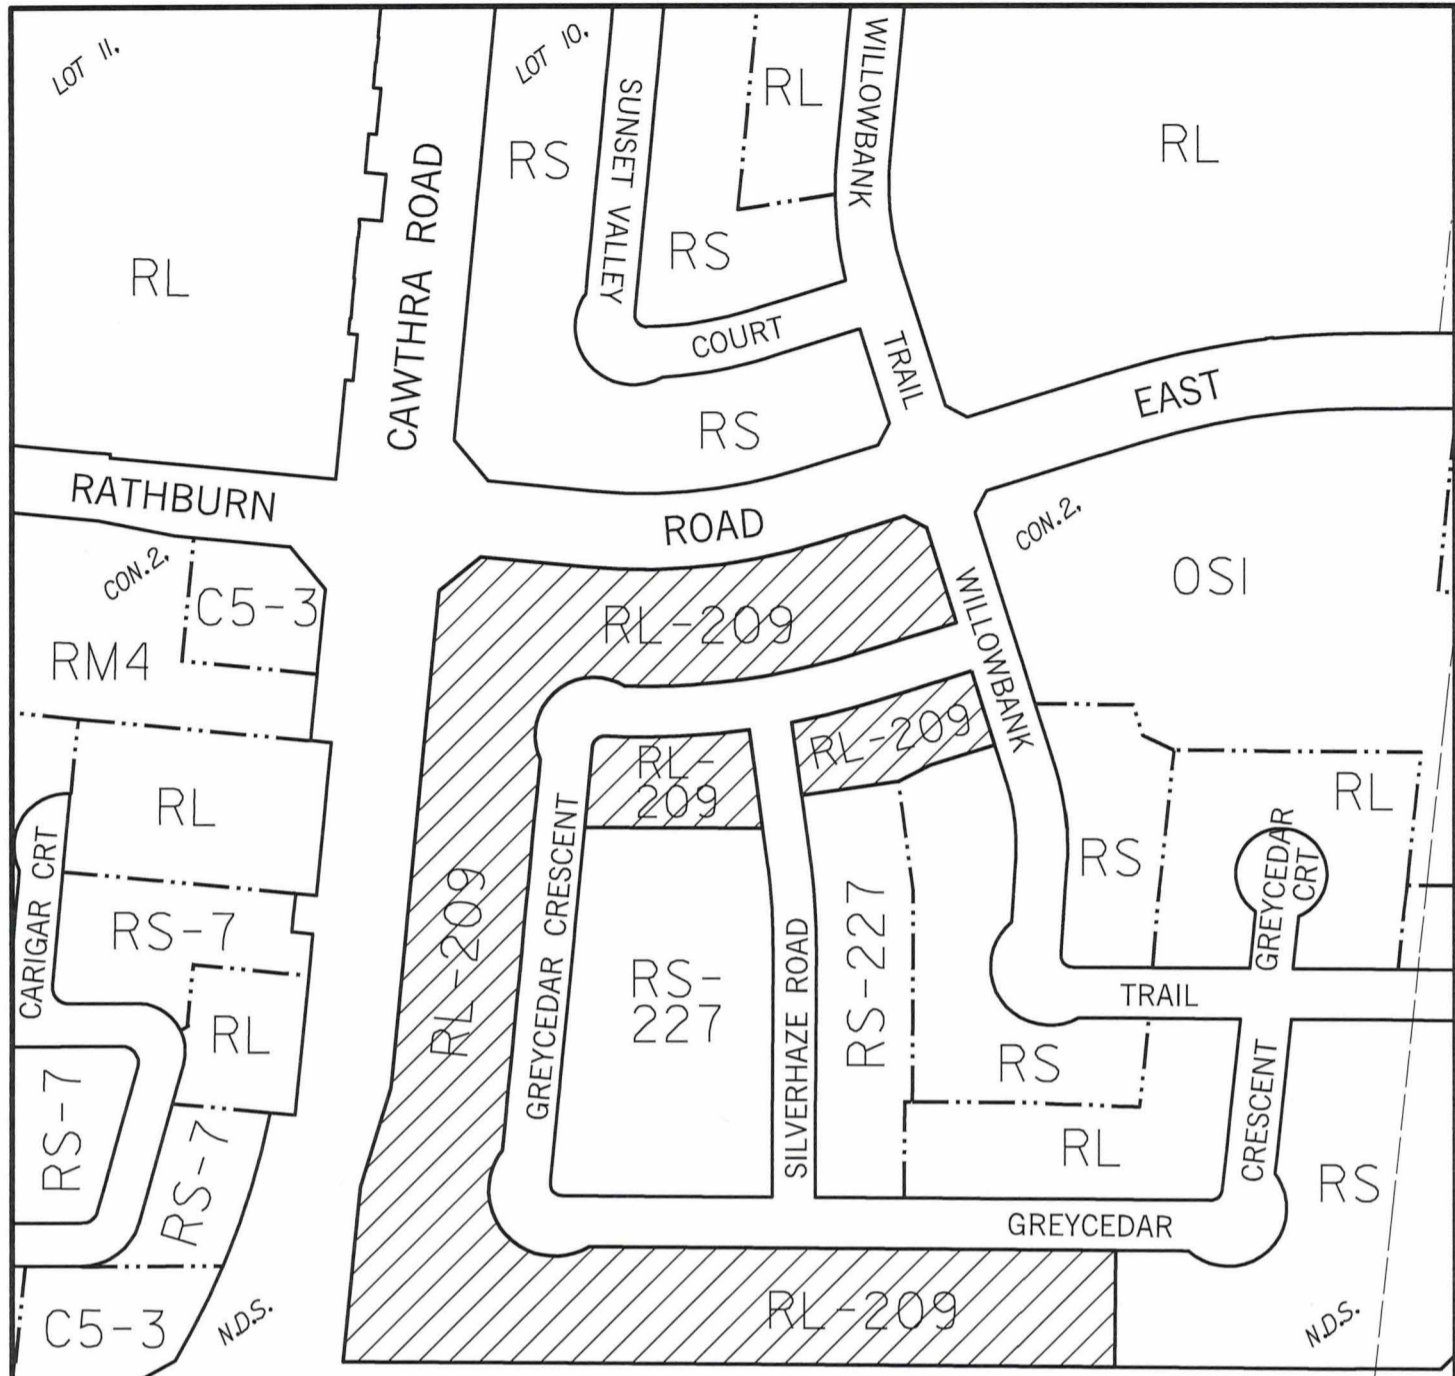 LOT 11,
LOT 10,
RL
WILLOWBANK
RL
RS
SUNSET VALLEY
CAWTHRA ROAD
RS
RL
COURT
TRAIL
EAST
RS
RATHBURN
ROAD
CON.2,
CON.2,
C5-3
OS1
RL-209
RM4
WILLOWBANK
RL-209
RL-
209
RL
RL
GREYCEDAR
CRT
CARIGAR CRT
GREYCEDAR CRESCENT
RS
RL-209
RS-7
RS-227
RS-
227
SILVERHAZE ROAD
TRAIL
RL
RS
CRESCENT
RS-7
RL
RS-7
RS
GREYCEDAR
C5-3
N.D.S.
RL-209
N.D.S.